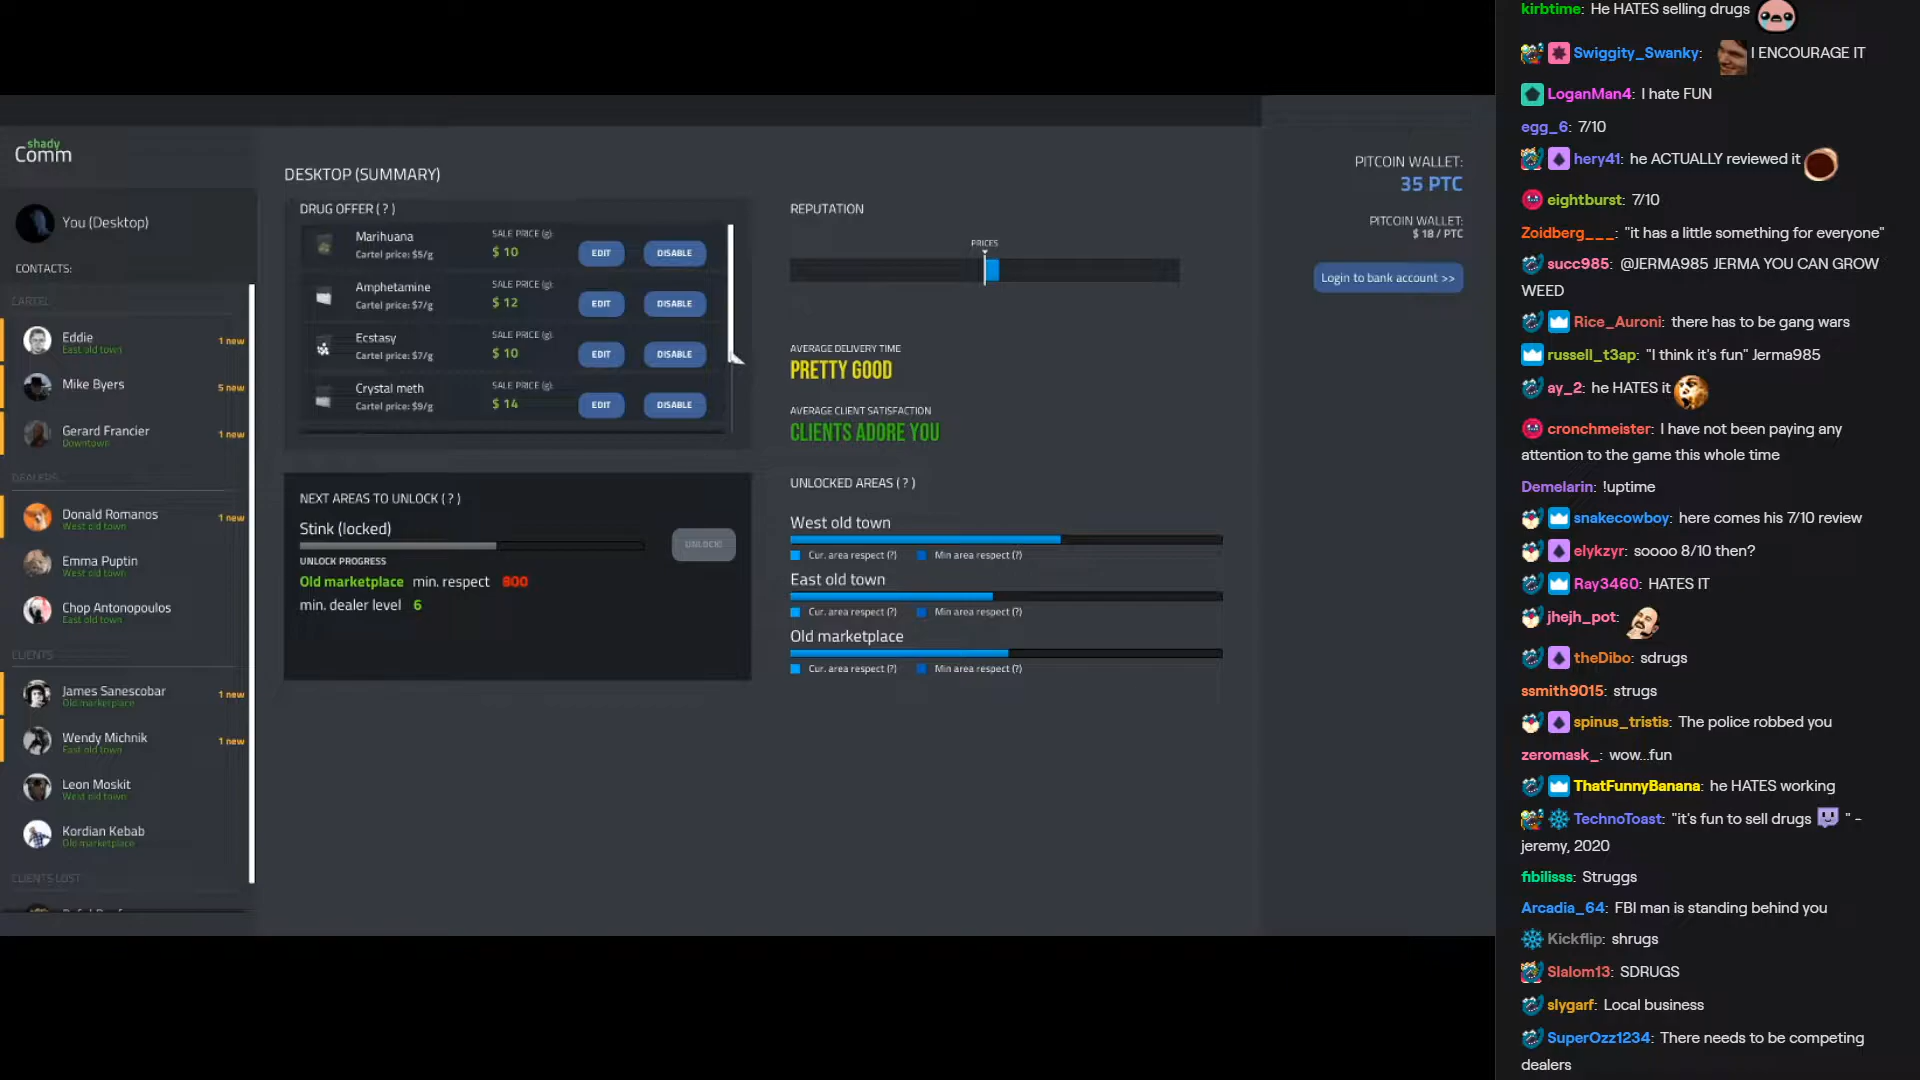 shady
Comm
You (Desktop)
CONTACTS:
CARTEL
Eddie
East old town
1 new
Mike Byers
5 new
Gerard Francier
Downtown
1 new
DEALERS
Donald Romanos
West old town
1 new
Emma Puptin
West old town
Chop Antonopoulos
East old town
CLIENTS
James Sanescobar
Old marketplace
1 new
Wendy Michnik
East old town
1 new
Leon Moskit
West old town
Kordian Kebab
Old marketplace
CLIENTS LOST
DESKTOP (SUMMARY)
DRUG OFFER ( ? )
Marihuana
Cartel price: $5/g
SALE PRICE (g):
$ 10
EDIT
DISABLE
Amphetamine
Cartel price: $7/g
SALE PRICE (g):
$ 12
EDIT
DISABLE
Ecstasy
Cartel price: $7/g
SALE PRICE (g):
$ 10
EDIT
DISABLE
Crystal meth
Cartel price: $9/g
SALE PRICE (g):
$ 14
EDIT
DISABLE
NEXT AREAS TO UNLOCK ( ? )
Stink (locked)
UNLOCK
UNLOCK PROGRESS
Old marketplace min. respect 800
min. dealer level 6
REPUTATION
PRICES
AVERAGE DELIVERY TIME
PRETTY GOOD
AVERAGE CLIENT SATISFACTION
CLIENTS ADORE YOU
UNLOCKED AREAS ( ? )
West old town
Cur. area respect (?) Min area respect (?)
East old town
Cur. area respect (?) Min area respect (?)
Old marketplace
Cur. area respect (?) Min area respect (?)
PITCOIN WALLET:
35 PTC
PITCOIN WALLET:
$ 18 / PTC
Login to bank account >>
kirbtime: He HATES selling drugs
Swiggity_Swanky: I ENCOURAGE IT
LoganMan4: I hate FUN
egg_6: 7/10
hery41: he ACTUALLY reviewed it
eightburst: 7/10
Zoidberg___: "it has a little something for everyone"
succ985: @JERMA985 JERMA YOU CAN GROW
WEED
Rice_Auroni: there has to be gang wars
russell_t3ap: "I think it's fun" Jerma985
ay_2: he HATES it
cronchmeister: I have not been paying any
attention to the game this whole time
Demelarin: !uptime
snakecowboy: here comes his 7/10 review
elykzyr: soooo 8/10 then?
Ray3460: HATES IT
jhejh_pot:
theDibo: sdrugs
ssmith9015: strugs
spinus_tristis: The police robbed you
zeromask_: wow...fun
ThatFunnyBanana: he HATES working
TechnoToast: "it's fun to sell drugs " -
jeremy, 2020
fibilisss: Struggs
Arcadia_64: FBI man is standing behind you
Kickflip: shrugs
Slalom13: SDRUGS
slygarf: Local business
SuperOzz1234: There needs to be competing
dealers